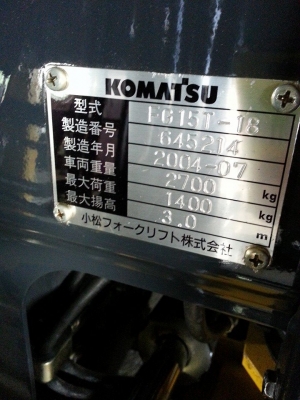 KOMATSU
型式 FG15T-18
製造番号 645214
製造年月 2004-07
車両重量 2700 kg
最大荷重 1400 kg
最大揚高 3.0 m
小松フォークリフト株式会社